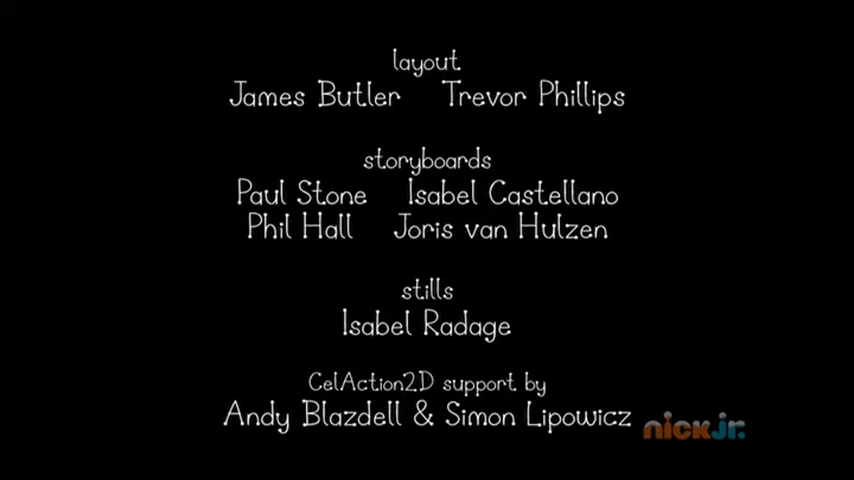 layout
James Butler Trevor Phillips
storyboards
Paul Stone Isabel Castellano
Phil Hall Joris van Hulzen
stills
Isabel Radage
CelAction2D support by
Andy Blazdell & Simon Lipowicz
nick jr.